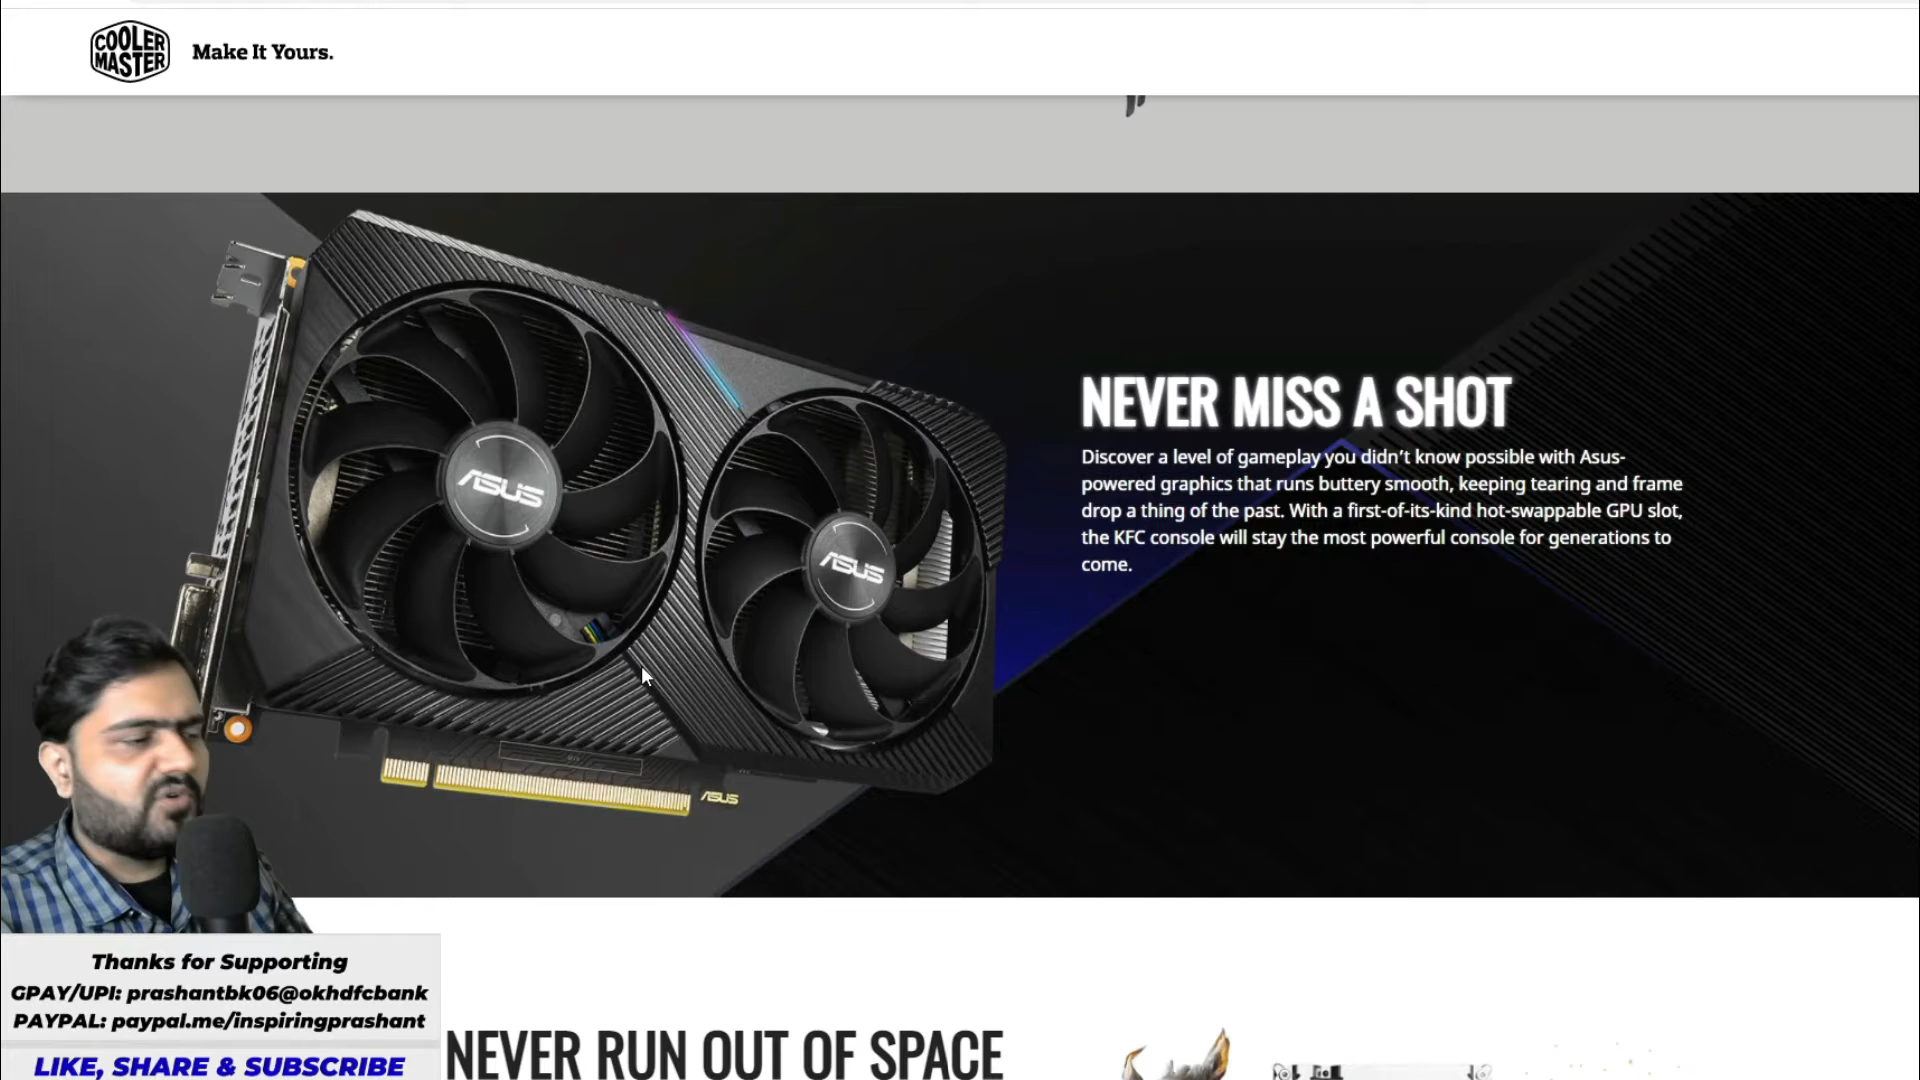 COOLER
MASTER
Make It Yours.
ASUS
ASUS
ASUS
NEVER MISS A SHOT
Discover a level of gameplay you didn’t know possible with Asus-
powered graphics that runs buttery smooth, keeping tearing and frame
drop a thing of the past. With a first-of-its-kind hot-swappable GPU slot,
the KFC console will stay the most powerful console for generations to
come.
Thanks for Supporting
GPAY/UPI: prashantbk06@okhdfcbank
PAYPAL: paypal.me/inspiringprashant
LIKE, SHARE & SUBSCRIBE
NEVER RUN OUT OF SPACE